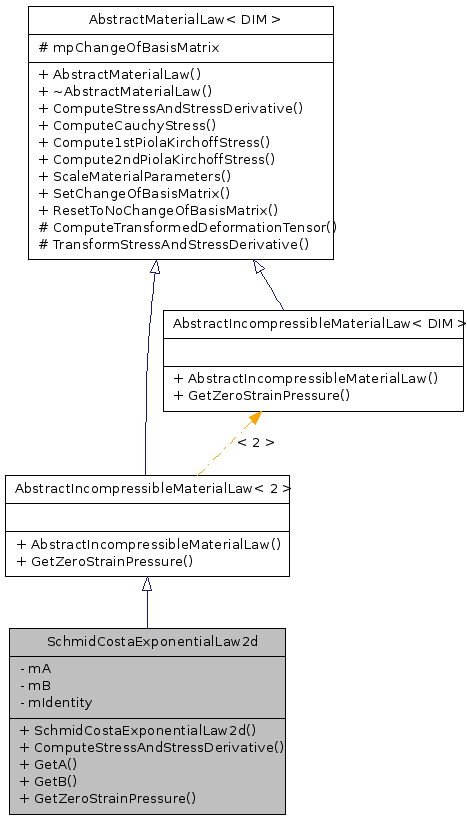 AbstractMaterialLaw< DIM >
# mpChangeOfBasisMatrix
+ AbstractMaterialLaw()
+ ~AbstractMaterialLaw()
+ ComputeStressAndStressDerivative()
+ ComputeCauchyStress()
+ Compute1stPiolaKirchoffStress()
+ Compute2ndPiolaKirchoffStress()
+ ScaleMaterialParameters()
+ SetChangeOfBasisMatrix()
+ ResetToNoChangeOfBasisMatrix()
# ComputeTransformedDeformationTensor()
# TransformStressAndStressDerivative()
AbstractIncompressibleMaterialLaw< DIM >
+ AbstractIncompressibleMaterialLaw()
+ GetZeroStrainPressure()
< 2 >
AbstractIncompressibleMaterialLaw< 2 >
+ AbstractIncompressibleMaterialLaw()
+ GetZeroStrainPressure()
SchmidCostaExponentialLaw2d
- mA
- mB
- mIdentity
+ SchmidCostaExponentialLaw2d()
+ ComputeStressAndStressDerivative()
+ GetA()
+ GetB()
+ GetZeroStrainPressure()